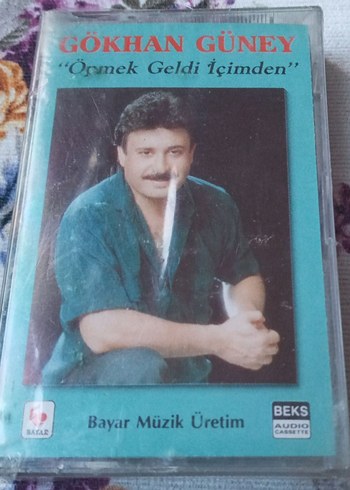 GÖKHAN GÜNEY
"Öpmek Geldi İçimden"
Bayar Müzik Üretim
BAYAR
BEKS
AUDIO
CASSETTE